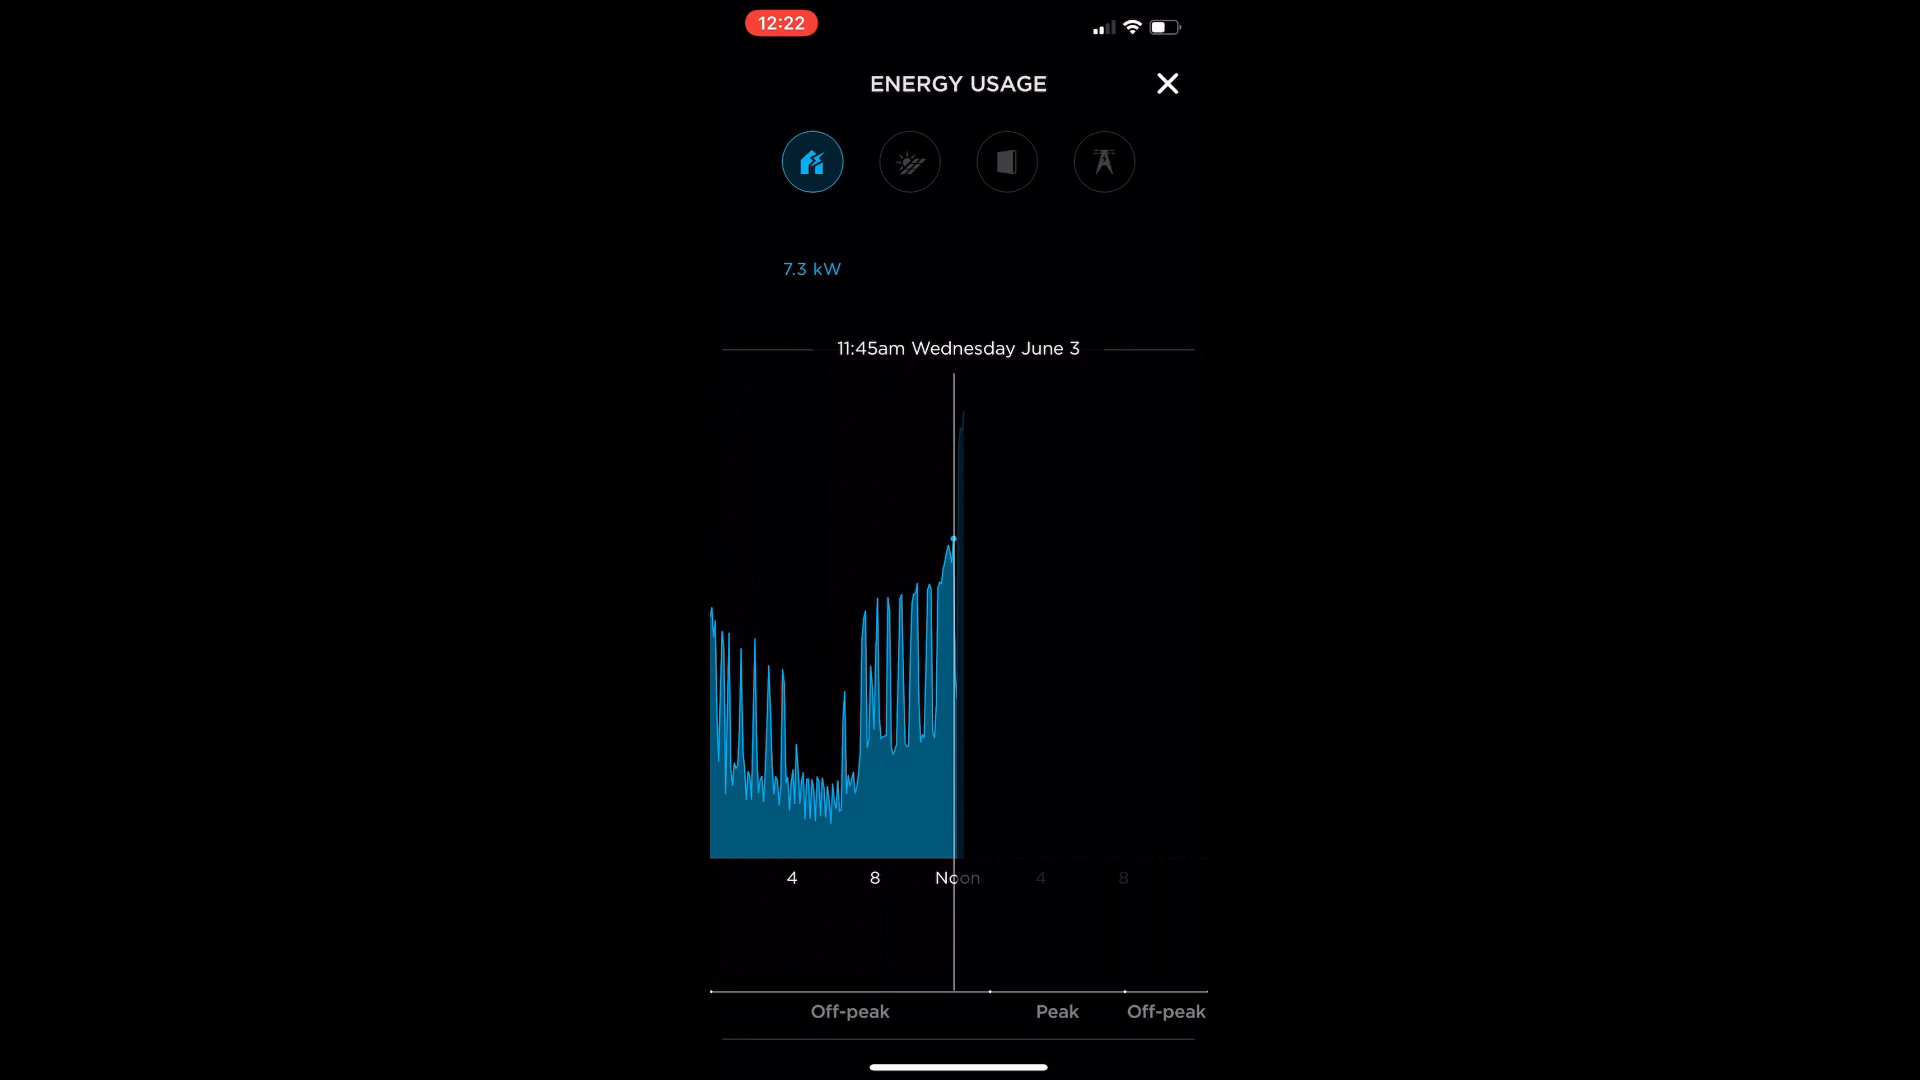 12:22
ENERGY USAGE
7.3 kW
11:45am Wednesday June 3
4 8 Noon 4 8
Off-peak Peak Off-peak